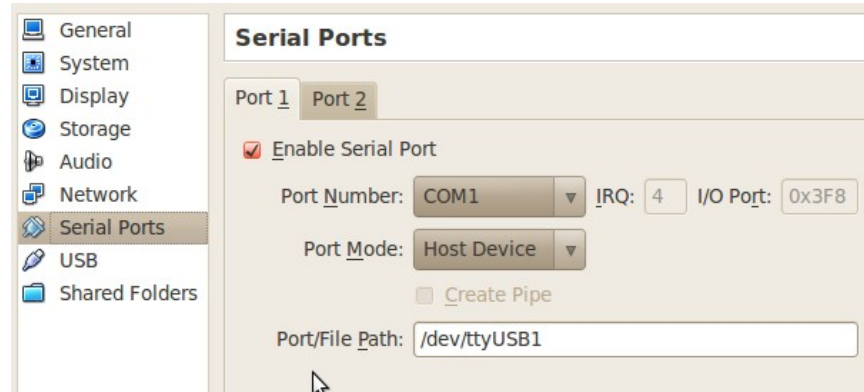 General
System
Display
Storage
Audio
Network
Serial Ports
USB
Shared Folders
Serial Ports
Port 1 Port 2
Enable Serial Port
Port Number: COM1 IRQ: 4 I/O Port: 0x3F8
Port Mode: Host Device
Create Pipe
Port/File Path: /dev/ttyUSB1